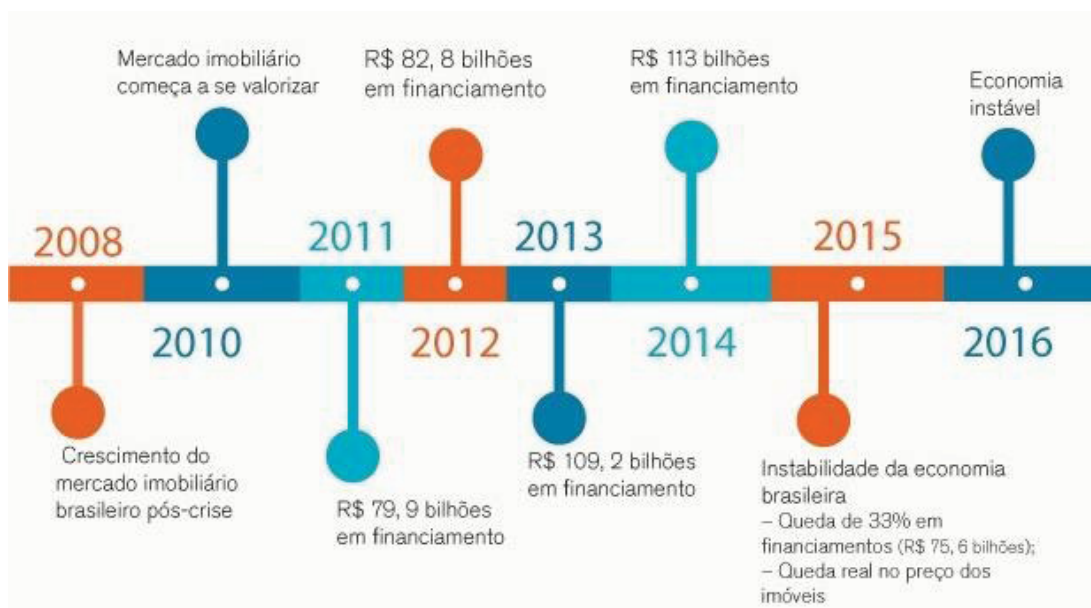 Mercado imobiliário
começa a se valorizar
R$ 82, 8 bilhões
em financiamento
R$ 113 bilhões
em financiamento
Economia
instável
2008
2011
2013
2015
2010
2012
2014
2016
Crescimento do
mercado imobiliário
brasileiro pós-crise
R$ 79, 9 bilhões
em financiamento
R$ 109, 2 bilhões
em financiamento
Instabilidade da economia
brasileira
– Queda de 33% em
financiamentos (R$ 75, 6 bilhões);
– Queda real no preço dos
imóveis